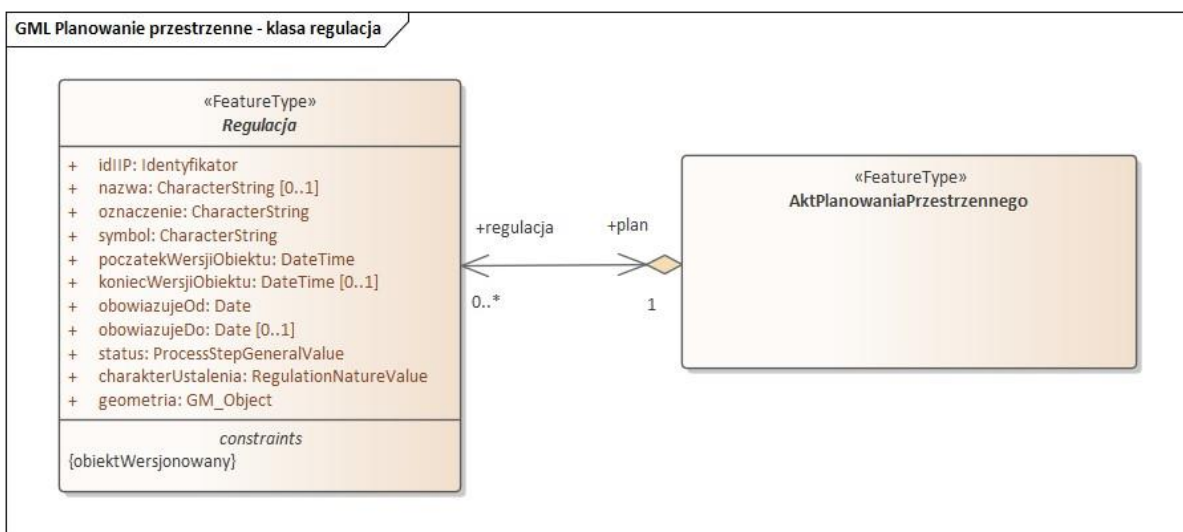 GML Planowanie przestrzenne - klasa regulacja
«FeatureType»
Regulacja
+ idIIP: Identyfikator
+ nazwa: CharacterString [0..1]
+ oznaczenie: CharacterString
+ symbol: CharacterString
+ poczatekWersjiObiektu: DateTime
+ koniecWersjiObiektu: DateTime [0..1]
+ obowiazujeOd: Date
+ obowiazujeDo: Date [0..1]
+ status: ProcessStepGeneralValue
+ charakterUstalenia: RegulationNatureValue
+ geometria: GM_Object
constraints
{obiektWersjonowany}
+regulacja
0..*
+plan
1
«FeatureType»
AktPlanowaniaPrzestrzennego